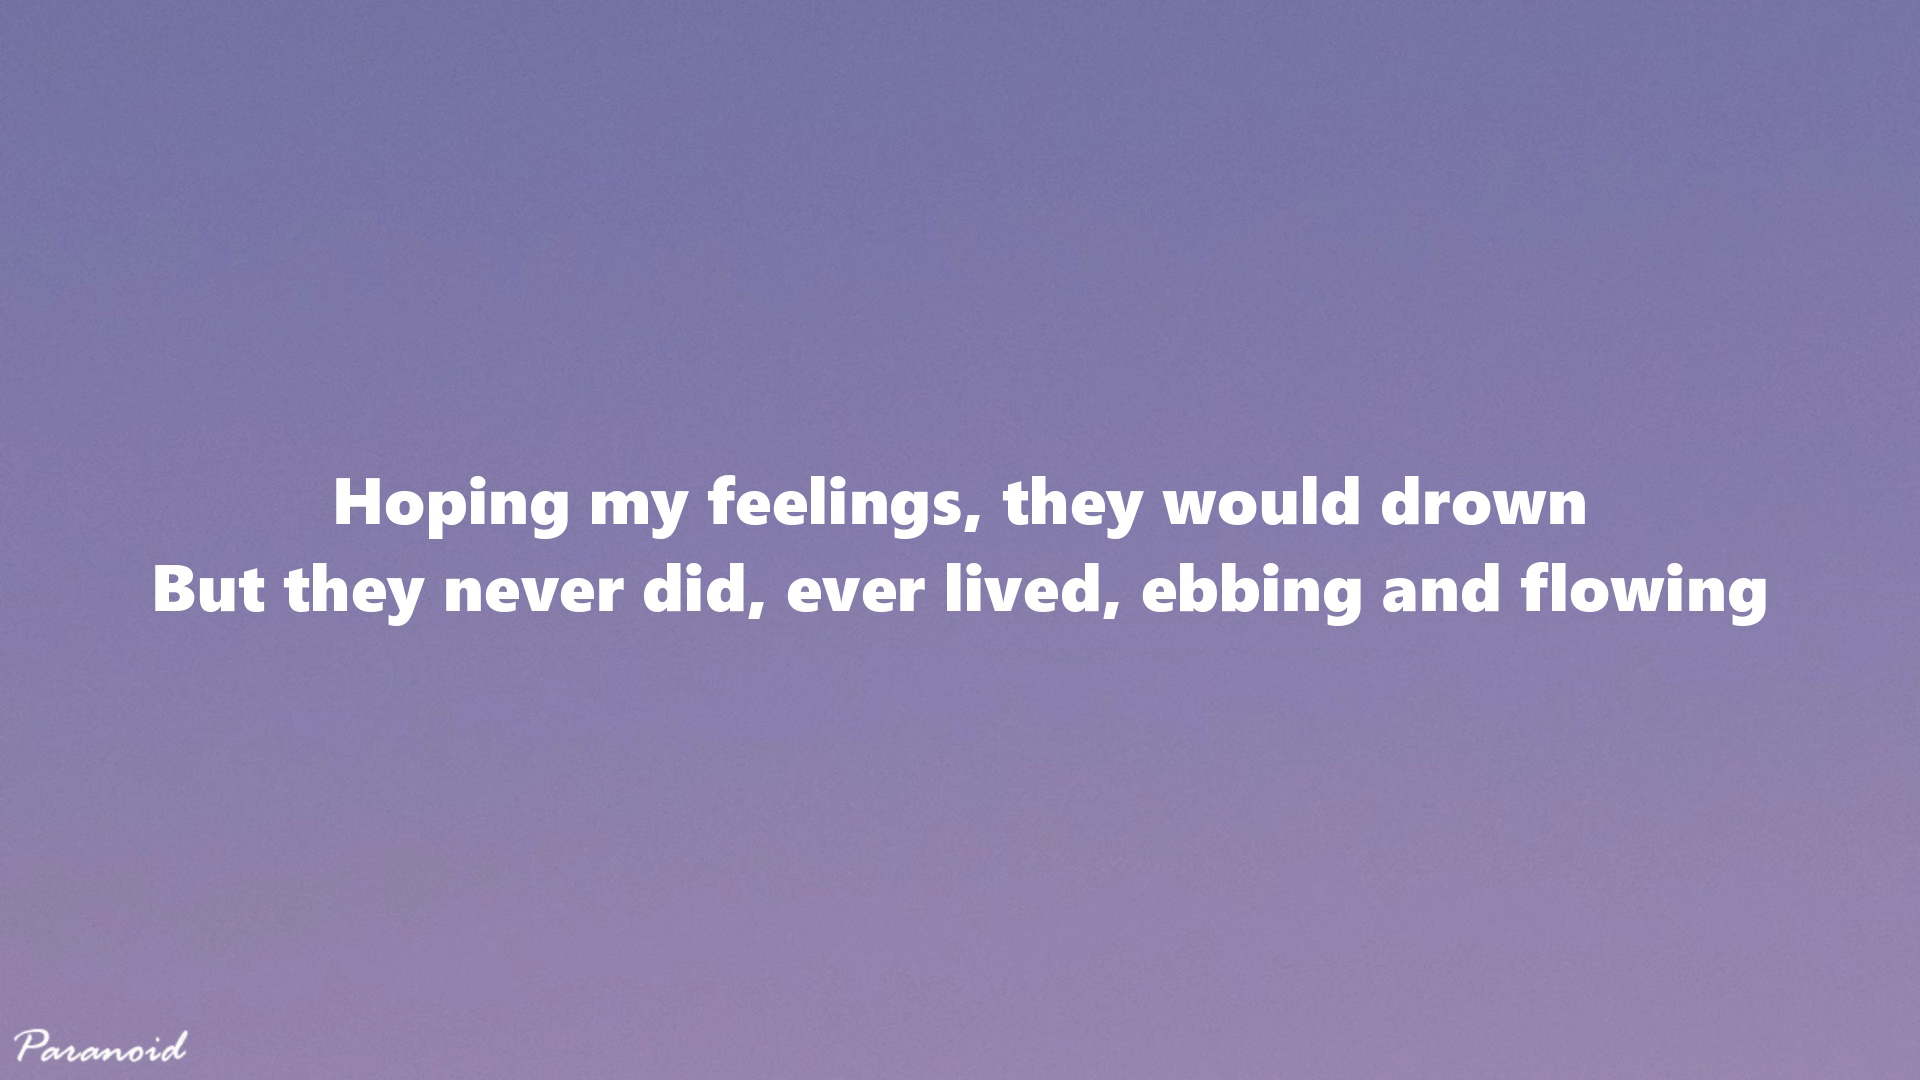 Hoping my feelings, they would drown
But they never did, ever lived, ebbing and flowing
Paranoid